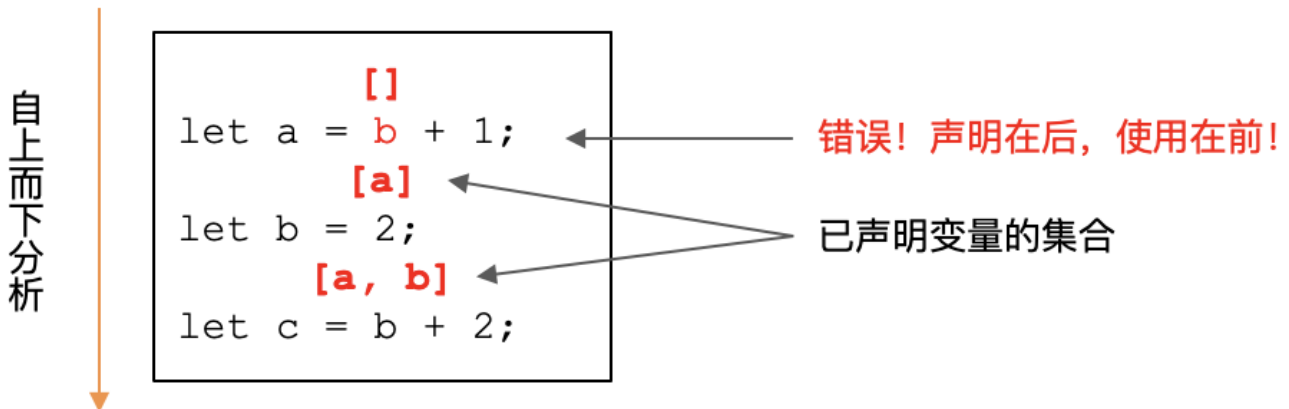 自上而下分析
[]
let a = b + 1;
错误！声明在后，使用在前！
[a]
let b = 2;
已声明变量的集合
[a, b]
let c = b + 2;